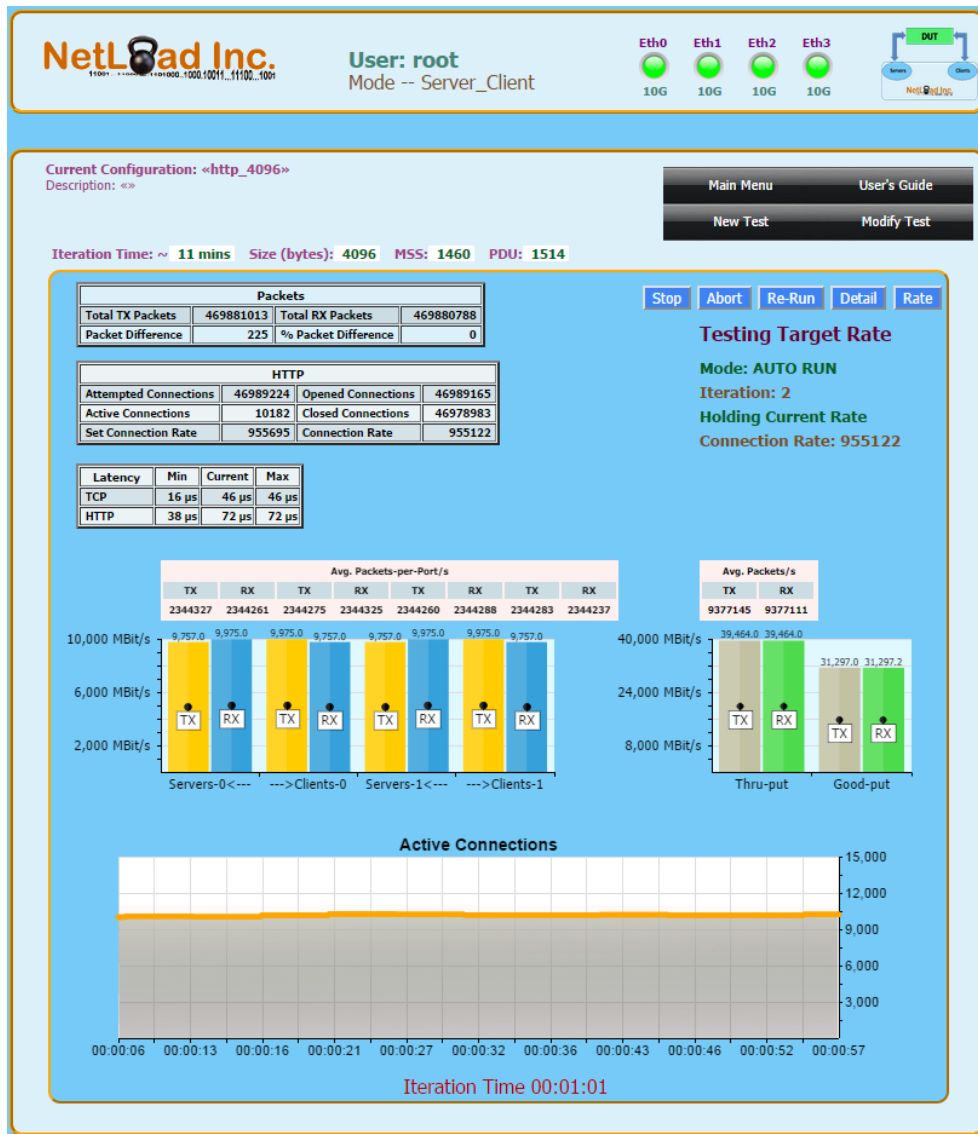 NetLoad Inc.
User: root
Mode -- Server_Client
Eth0 Eth1 Eth2 Eth3
10G 10G 10G 10G
DUT
Servers Clients
NetLoad Inc.
Current Configuration: «http_4096»
Description: «»
Main Menu User's Guide
New Test Modify Test
Iteration Time: ~ 11 mins Size (bytes): 4096 MSS: 1460 PDU: 1514
Stop Abort Re-Run Detail Rate
Packets
Total TX Packets 469881013 Total RX Packets 469880788
Packet Difference 225 % Packet Difference 0
HTTP
Attempted Connections 46989224 Opened Connections 46989165
Active Connections 10182 Closed Connections 46978983
Set Connection Rate 955695 Connection Rate 955122
Testing Target Rate
Mode: AUTO RUN
Iteration: 2
Holding Current Rate
Connection Rate: 955122
Latency Min Current Max
TCP 16 µs 46 µs 46 µs
HTTP 38 µs 72 µs 72 µs
Avg. Packets-per-Port/s
TX RX TX RX TX RX TX RX
2344327 2344261 2344275 2344325 2344260 2344288 2344283 2344237
Avg. Packets/s
TX RX
9377145 9377111
10,000 MBit/s
6,000 MBit/s
2,000 MBit/s
9,757.0 9,975.0 9,975.0 9,757.0 9,757.0 9,975.0 9,975.0 9,757.0
TX RX TX RX TX RX TX RX
Servers-0<--- --->Clients-0 Servers-1<--- --->Clients-1
40,000 MBit/s
24,000 MBit/s
8,000 MBit/s
39,464.0 39,464.0
31,297.0 31,297.2
TX RX TX RX
Thru-put Good-put
Active Connections
15,000
12,000
9,000
6,000
3,000
00:00:06 00:00:13 00:00:16 00:00:21 00:00:27 00:00:32 00:00:36 00:00:43 00:00:46 00:00:52 00:00:57
Iteration Time 00:01:01